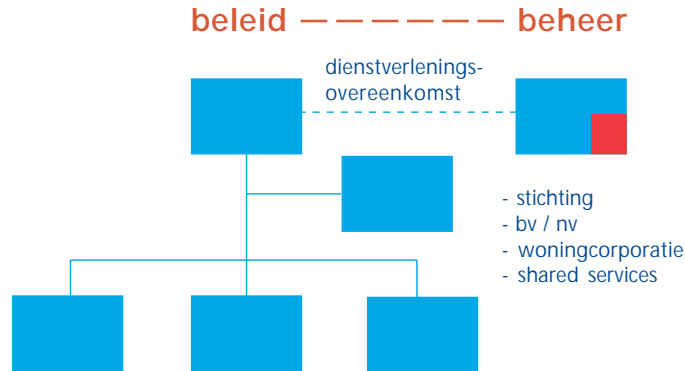 beleid — — — — — beheer
dienstverlenings-
overeenkomst
- stichting
- bv / nv
- woningcorporatie
- shared services